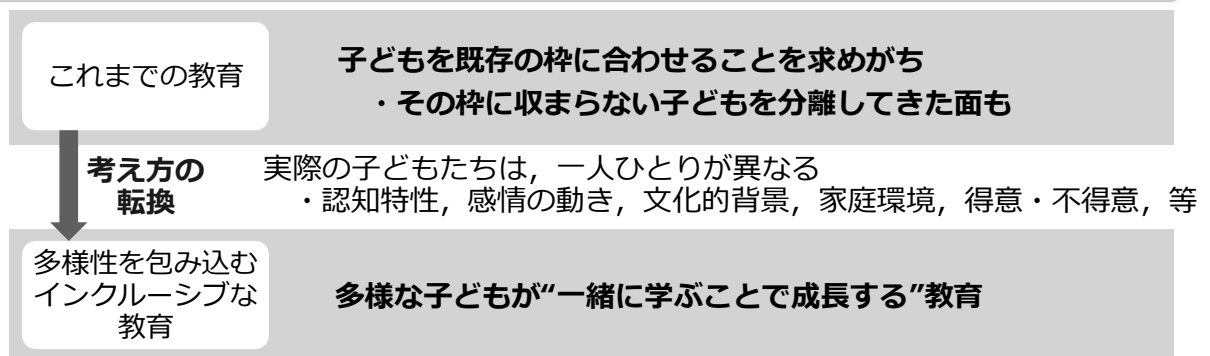 これまでの教育
子どもを既存の枠に合わせることを求めがち
・その枠に収まらない子どもを分離してきた面も
考え方の
転換
実際の子どもたちは，一人ひとりが異なる
・認知特性，感情の動き，文化的背景，家庭環境，得意・不得意，等
多様性を包み込む
インクルーシブな
教育
多様な子どもが“一緒に学ぶことで成長する”教育